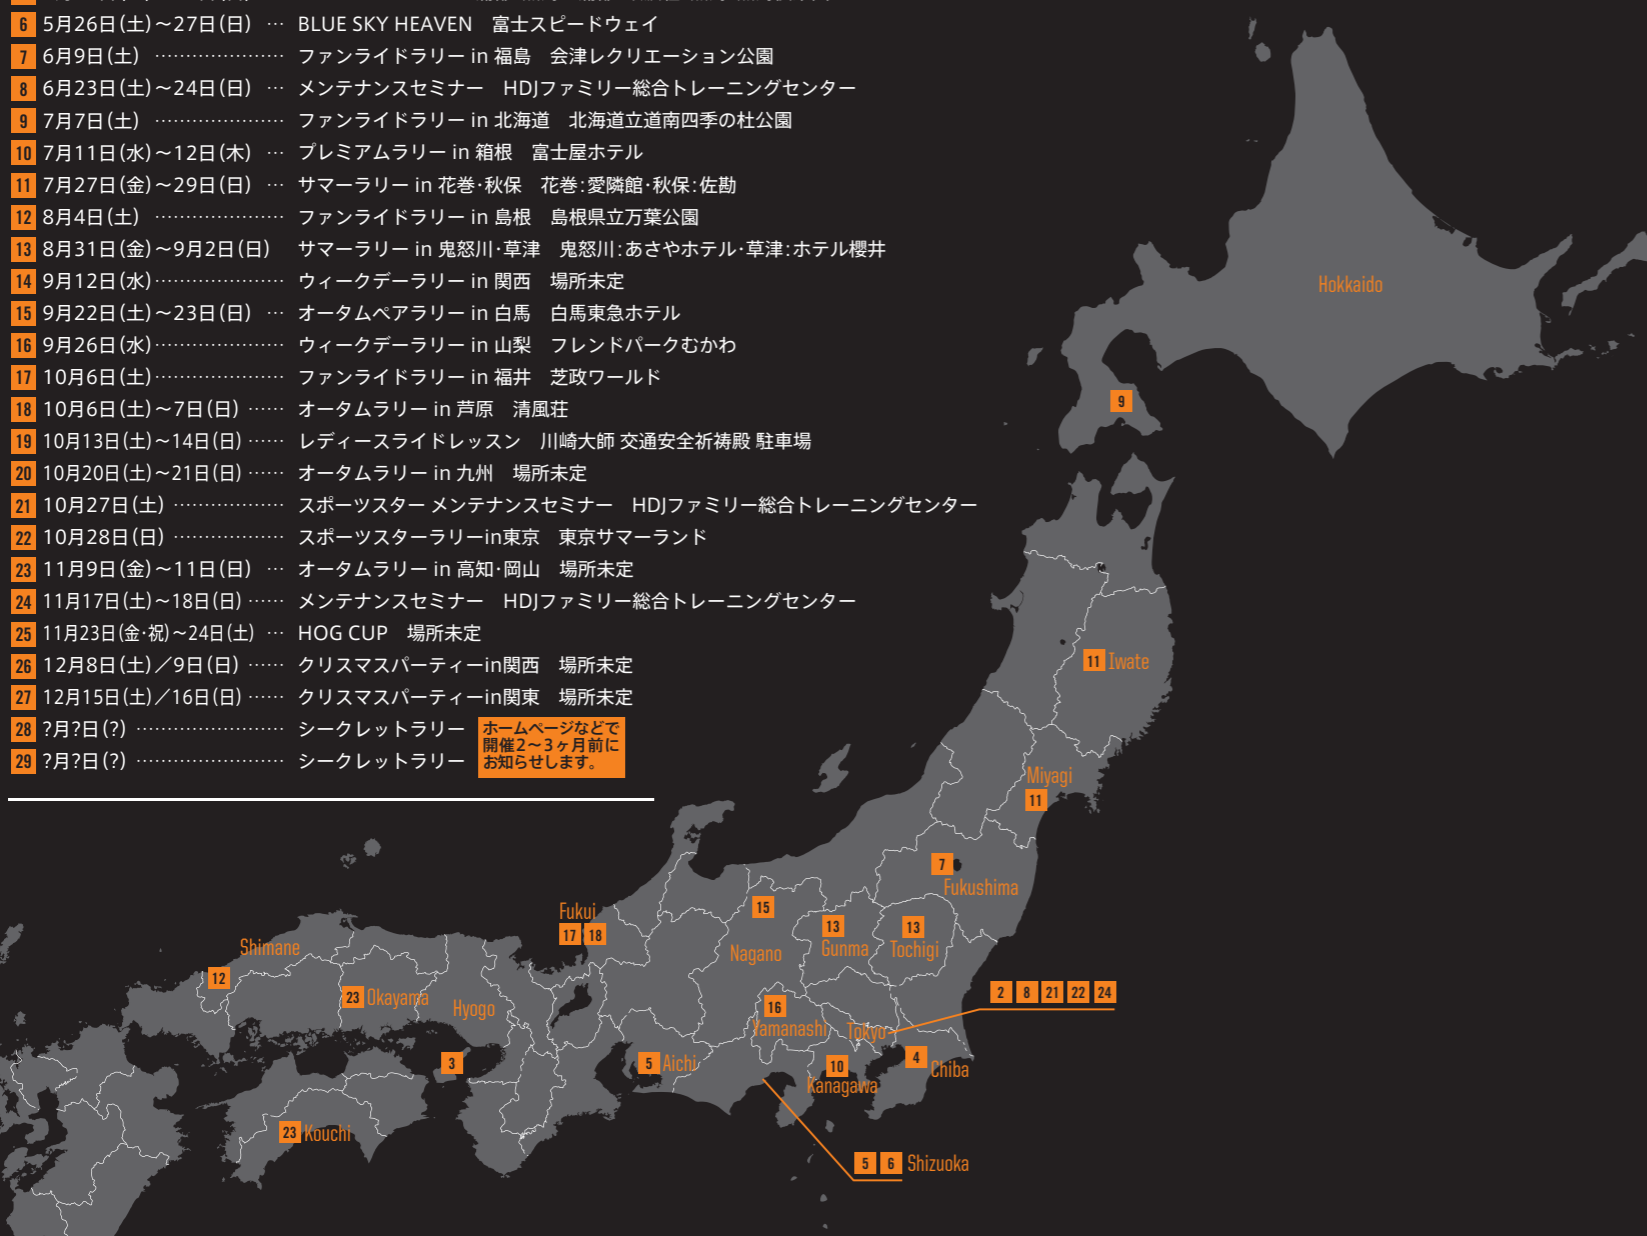 6 5月26日(土)～27日(日) … BLUE SKY HEAVEN 富士スピードウェイ
7 6月9日(土) ………………… ファンライドラリー in 福島 会津レクリエーション公園
8 6月23日(土)～24日(日) … メンテナンスセミナー HDJファミリー総合トレーニングセンター
9 7月7日(土) ………………… ファンライドラリー in 北海道 北海道立道南四季の杜公園
10 7月11日(水)～12日(木) … プレミアムラリー in 箱根 富士屋ホテル
11 7月27日(金)～29日(日) … サマーラリー in 花巻・秋保 花巻:愛隣館・秋保:佐勘
12 8月4日(土) ………………… ファンライドラリー in 島根 島根県立万葉公園
13 8月31日(金)～9月2日(日) サマーラリー in 鬼怒川・草津 鬼怒川:あさやホテル・草津:ホテル櫻井
14 9月12日(水)………………… ウィークデーラリー in 関西 場所未定
15 9月22日(土)～23日(日) … オータムペアラリー in 白馬 白馬東急ホテル
16 9月26日(水)………………… ウィークデーラリー in 山梨 フレンドパークむかわ
17 10月6日(土)………………… ファンライドラリー in 福井 芝政ワールド
18 10月6日(土)～7日(日) …… オータムラリー in 芦原 清風荘
19 10月13日(土)～14日(日) …… レディースライドレッスン 川崎大師 交通安全祈祷殿 駐車場
20 10月20日(土)～21日(日) …… オータムラリー in 九州 場所未定
21 10月27日(土) ……………… スポーツスター メンテナンスセミナー HDJファミリー総合トレーニングセンター
22 10月28日(日) ……………… スポーツスターラリーin東京 東京サマーランド
23 11月9日(金)～11日(日) … オータムラリー in 高知・岡山 場所未定
24 11月17日(土)～18日(日) …… メンテナンスセミナー HDJファミリー総合トレーニングセンター
25 11月23日(金・祝)～24日(土) … HOG CUP 場所未定
26 12月8日(土)／9日(日) …… クリスマスパーティーin関西 場所未定
27 12月15日(土)／16日(日) …… クリスマスパーティーin関東 場所未定
28 ?月?日(?) …………………… シークレットラリー
29 ?月?日(?) …………………… シークレットラリー
ホームページなどで
開催2～3ヶ月前に
お知らせします。
Hokkaido
9
11 Iwate
Miyagi
11
7
Fukushima
Fukui
17 18
15
Nagano
13
Gunma
13
Tochigi
Shimane
12
23 Okayama
Hyogo
3
16
Yamanashi
Tokyo
2 8 21 22 24
5 Aichi
10
Kanagawa
4
Chiba
23 Kouchi
5 6 Shizuoka